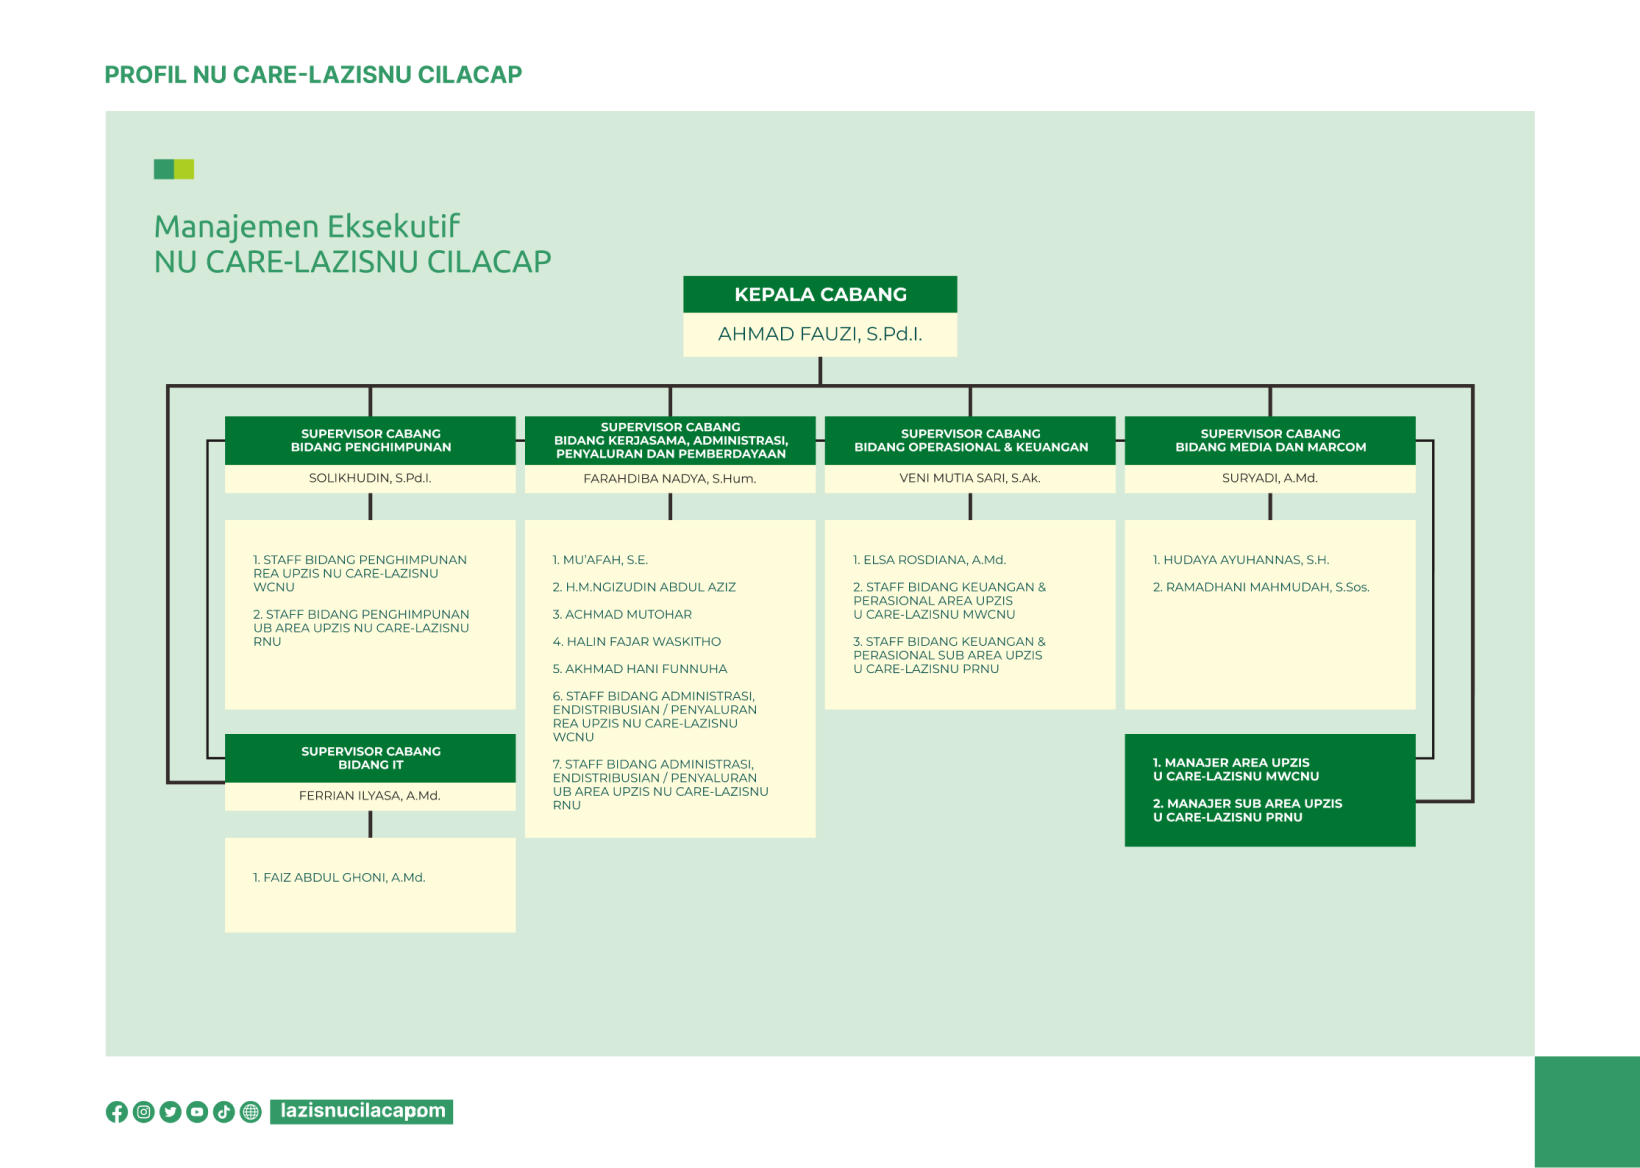 PROFIL NU CARE-LAZISNU CILACAP
Manajemen Eksekutif
NU CARE-LAZISNU CILACAP
KEPALA CABANG
AHMAD FAUZI, S.Pd.I.
SUPERVISOR CABANG
BIDANG PENGHIMPUNAN
SOLIKHUDIN, S.Pd.I.
1. STAFF BIDANG PENGHIMPUNAN
REA UPZIS NU CARE-LAZISNU
WCNU
2. STAFF BIDANG PENGHIMPUNAN
UB AREA UPZIS NU CARE-LAZISNU
RNU
SUPERVISOR CABANG
BIDANG KERJASAMA, ADMINISTRASI,
PENYALURAN DAN PEMBERDAYAAN
FARAHDIBA NADYA, S.Hum.
1. MU'AFAH, S.E.
2. H.M.NGIZUDIN ABDUL AZIZ
3. ACHMAD MUTOHAR
4. HALIN FAJAR WASKITHO
5. AKHMAD HANI FUNNUHA
6. STAFF BIDANG ADMINISTRASI,
ENDISTRIBUSIAN / PENYALURAN
REA UPZIS NU CARE-LAZISNU
WCNU
7. STAFF BIDANG ADMINISTRASI,
ENDISTRIBUSIAN / PENYALURAN
UB AREA UPZIS NU CARE-LAZISNU
RNU
SUPERVISOR CABANG
BIDANG OPERASIONAL & KEUANGAN
VENI MUTIA SARI, S.Ak.
1. ELSA ROSDIANA, A.Md.
2. STAFF BIDANG KEUANGAN &
PERASIONAL AREA UPZIS
U CARE-LAZISNU MWCNU
3. STAFF BIDANG KEUANGAN &
PERASIONAL SUB AREA UPZIS
U CARE-LAZISNU PRNU
SUPERVISOR CABANG
BIDANG MEDIA DAN MARCOM
SURYADI, A.Md.
1. HUDAYA AYUHANNAS, S.H.
2. RAMADHANI MAHMUDAH, S.Sos.
SUPERVISOR CABANG
BIDANG IT
FERRIAN ILYASA, A.Md.
1. FAIZ ABDUL GHONI, A.Md.
1. MANAJER AREA UPZIS
U CARE-LAZISNU MWCNU
2. MANAJER SUB AREA UPZIS
U CARE-LAZISNU PRNU